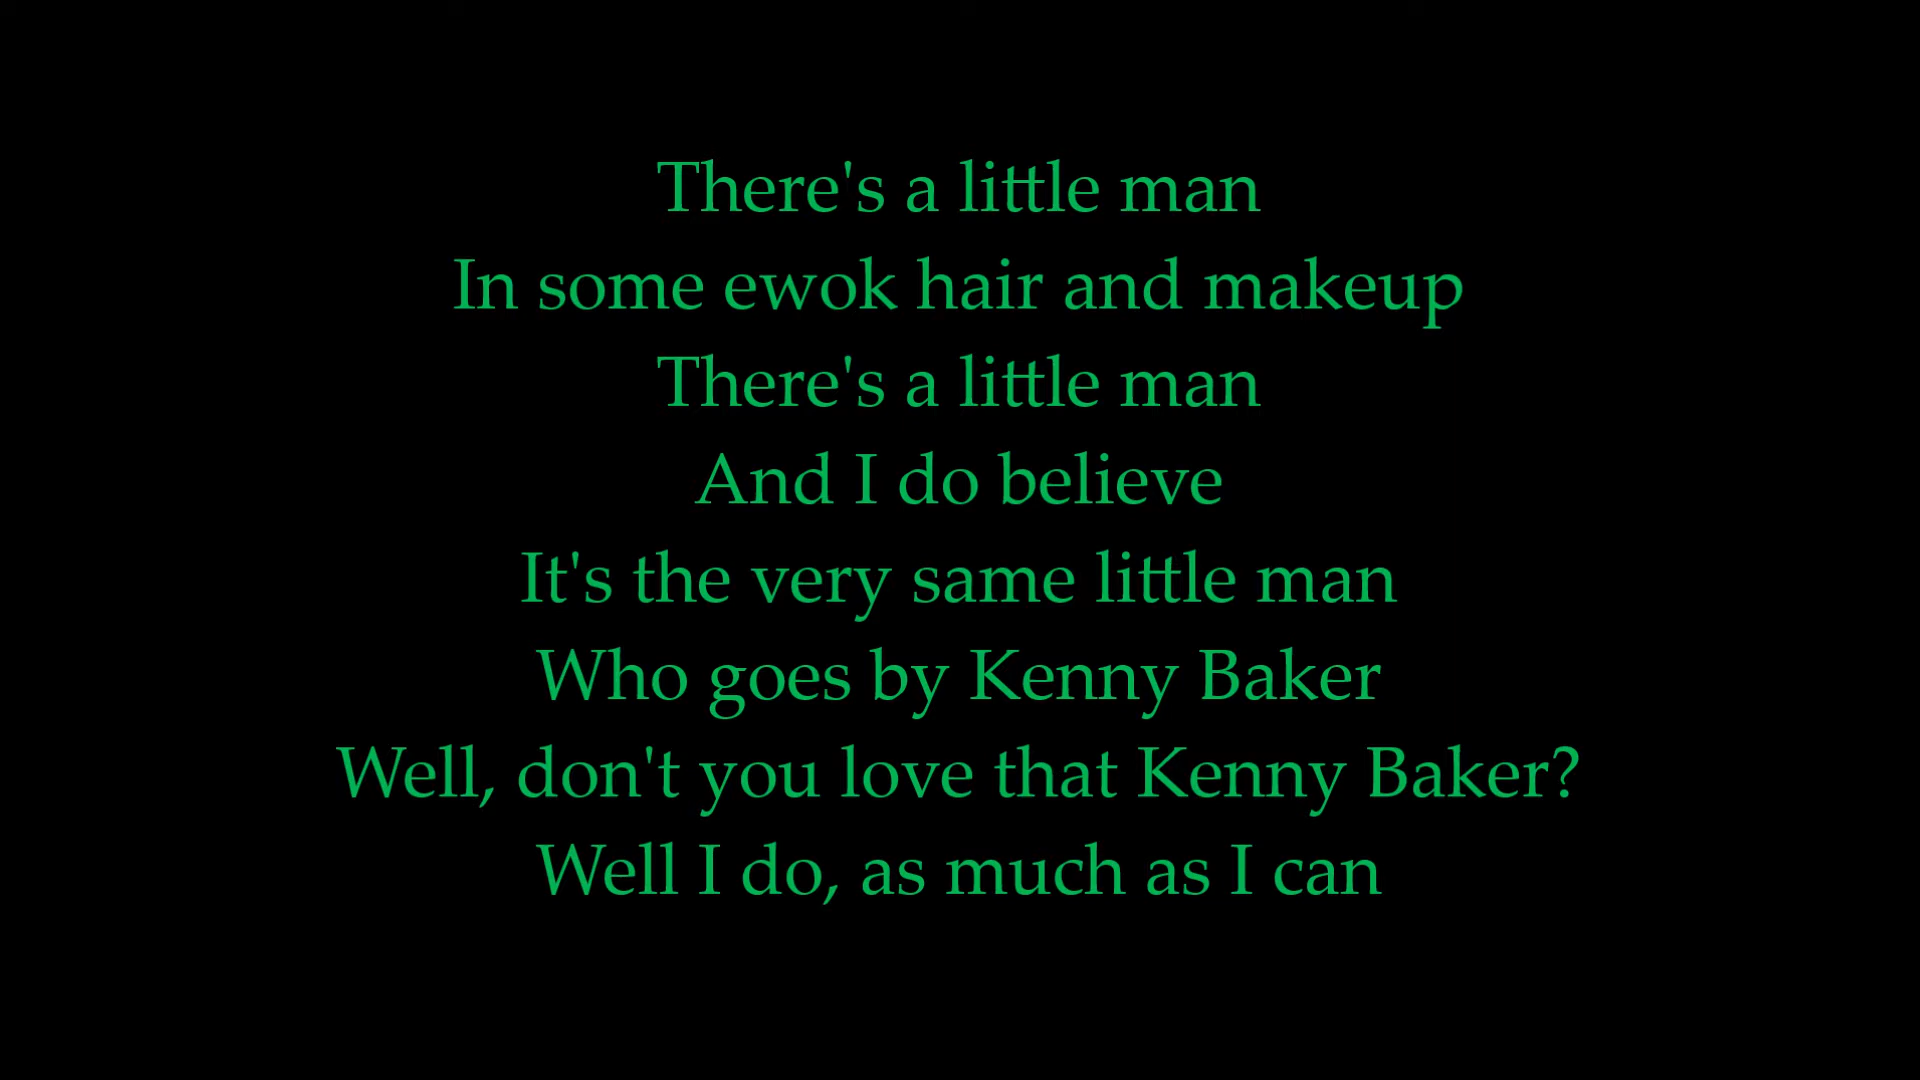 There's a little man
In some ewok hair and makeup
There's a little man
And I do believe
It's the very same little man
Who goes by Kenny Baker
Well, don't you love that Kenny Baker?
Well I do, as much as I can